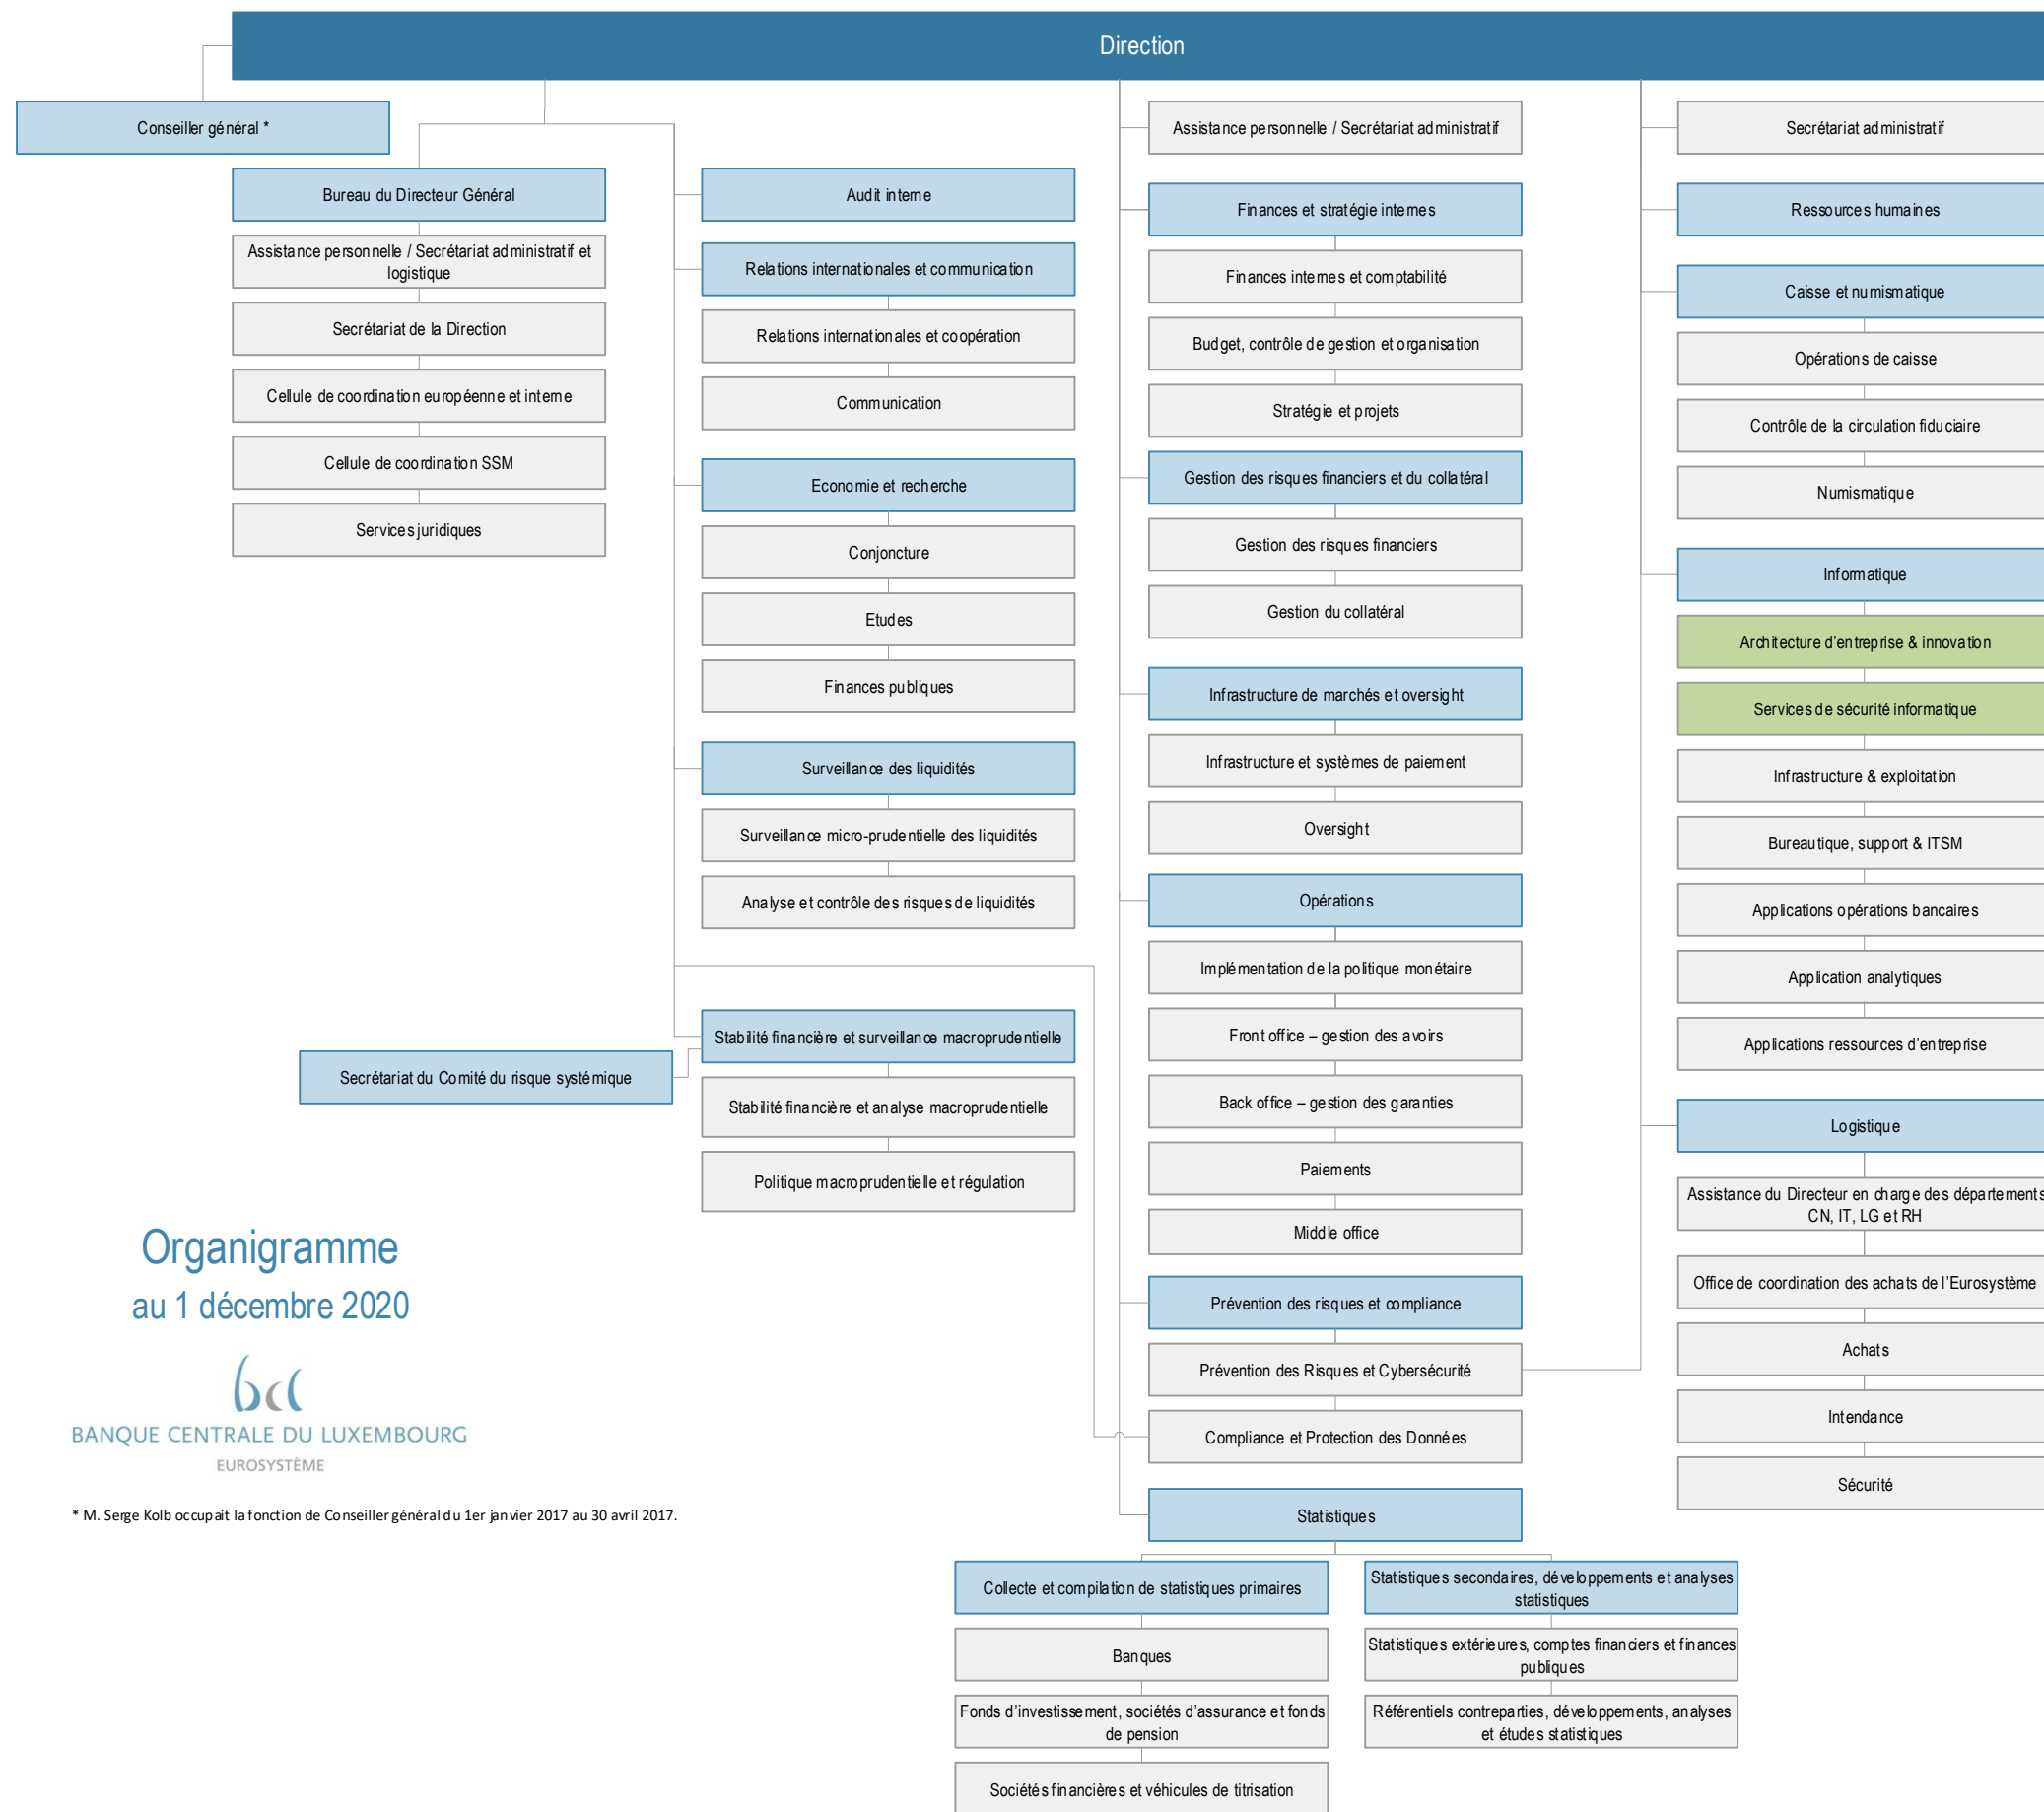 Direction
Conseiller général *
Bureau du Directeur Général
Assistance personnelle / Secrétariat administratif et
logistique
Secrétariat de la Direction
Cellule de coordination européenne et interne
Cellule de coordination SSM
Services juridiques
Audit interne
Relations internationales et communication
Relations internationales et coopération
Communication
Economie et recherche
Conjoncture
Etudes
Finances publiques
Surveillance des liquidités
Surveillance micro-prudentielle des liquidités
Analyse et contrôle des risques de liquidités
Stabilité financière et surveillance macroprudentielle
Secrétariat du Comité du risque systémique
Stabilité financière et analyse macroprudentielle
Politique macroprudentielle et régulation
Assistance personnelle / Secrétariat administratif
Finances et stratégie internes
Finances internes et comptabilité
Budget, contrôle de gestion et organisation
Stratégie et projets
Gestion des risques financiers et du collatéral
Gestion des risques financiers
Gestion du collatéral
Infrastructure de marchés et oversight
Infrastructure et systèmes de paiement
Oversight
Opérations
Implémentation de la politique monétaire
Front office – gestion des avoirs
Back office – gestion des garanties
Paiements
Middle office
Prévention des risques et compliance
Prévention des Risques et Cybersécurité
Compliance et Protection des Données
Statistiques
Collecte et compilation de statistiques primaires
Banques
Fonds d'investissement, sociétés d'assurance et fonds
de pension
Sociétés financières et véhicules de titrisation
Statistiques secondaires, développements et analyses
statistiques
Statistiques extérieures, comptes financiers et finances
publiques
Référentiels contreparties, développements, analyses
et études statistiques
Secrétariat administratif
Ressources humaines
Caisse et numismatique
Opérations de caisse
Contrôle de la circulation fiduciaire
Numismatique
Informatique
Architecture d'entreprise & innovation
Services de sécurité informatique
Infrastructure & exploitation
Bureautique, support & ITSM
Applications opérations bancaires
Application analytiques
Applications ressources d'entreprise
Logistique
Assistance du Directeur en charge des départements
CN, IT, LG et RH
Office de coordination des achats de l'Eurosystème
Achats
Intendance
Sécurité
Organigramme
au 1 décembre 2020
bcl
BANQUE CENTRALE DU LUXEMBOURG
EUROSYSTÈME
* M. Serge Kolb occupait la fonction de Conseiller général du 1er janvier 2017 au 30 avril 2017.